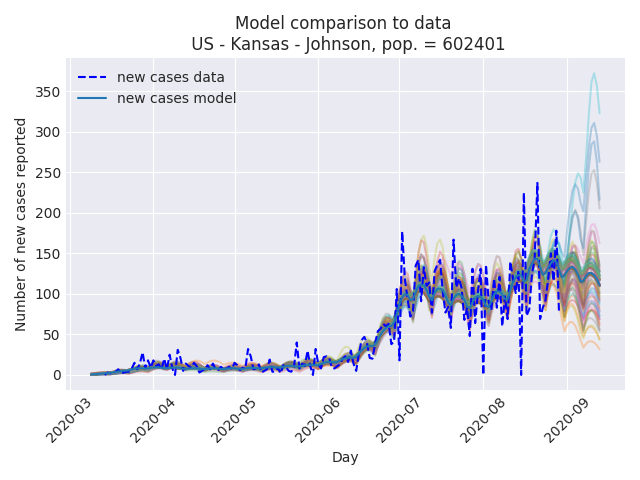 Model comparison to data
US - Kansas - Johnson, pop. = 602401
new cases data
new cases model
Number of new cases reported
350
300
250
200
150
100
50
0
2020-03
2020-04
2020-05
2020-06
2020-07
2020-08
2020-09
Day